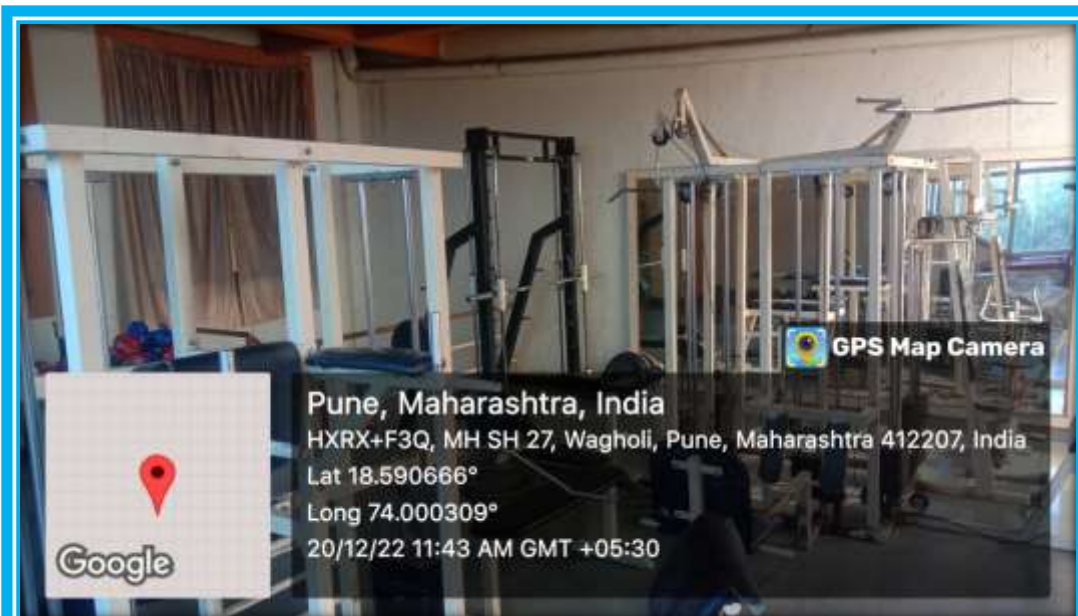 GPS Map Camera
Pune, Maharashtra, India
HXRX+F3Q, MH SH 27, Wagholi, Pune, Maharashtra 412207, India
Lat 18.590666°
Long 74.000309°
20/12/22 11:43 AM GMT +05:30
Google